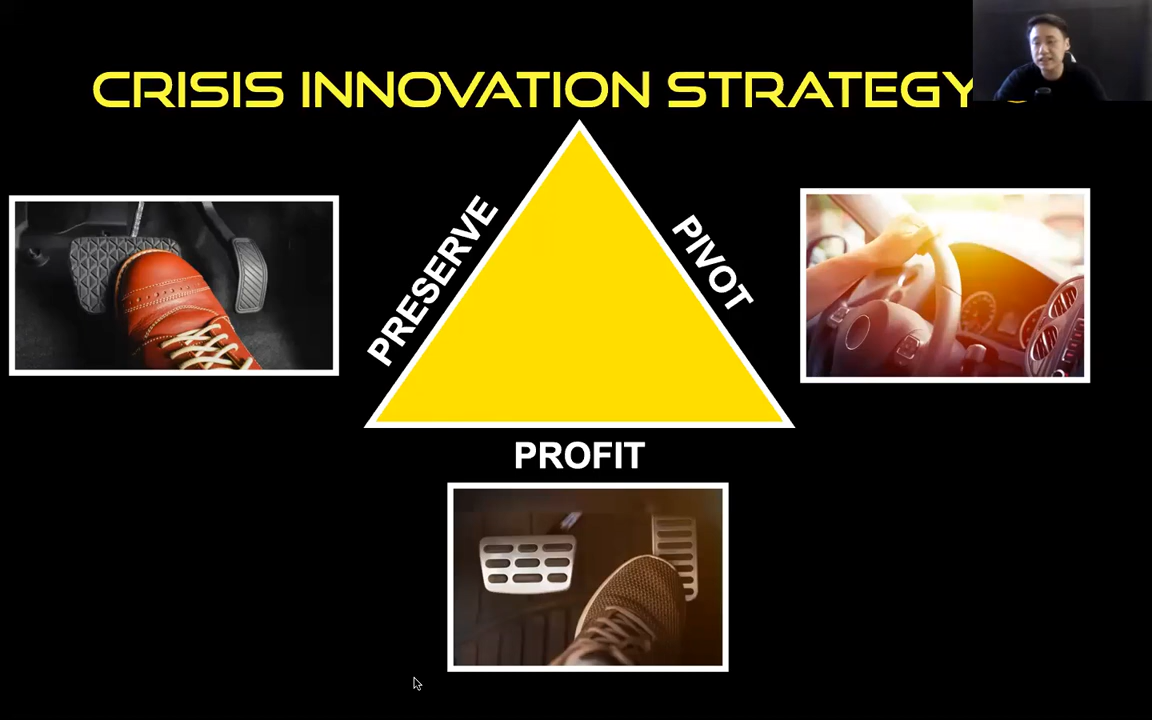 CRISIS INNOVATION STRATEGY
PRESERVE
PIVOT
PROFIT